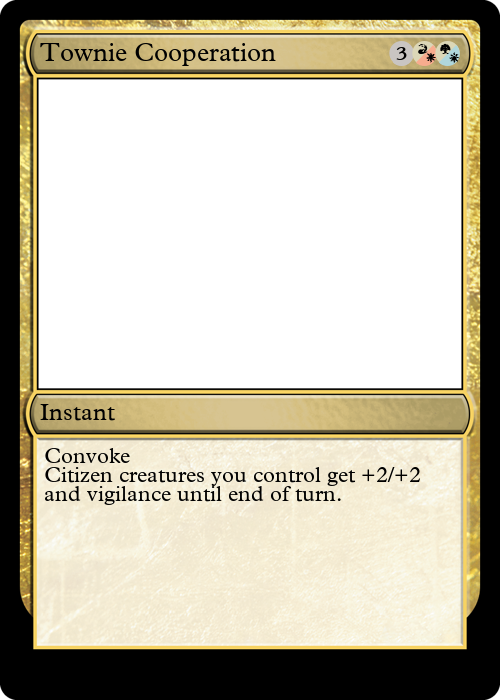 Townie Cooperation 3
Instant
Convoke
Citizen creatures you control get +2/+2
and vigilance until end of turn.